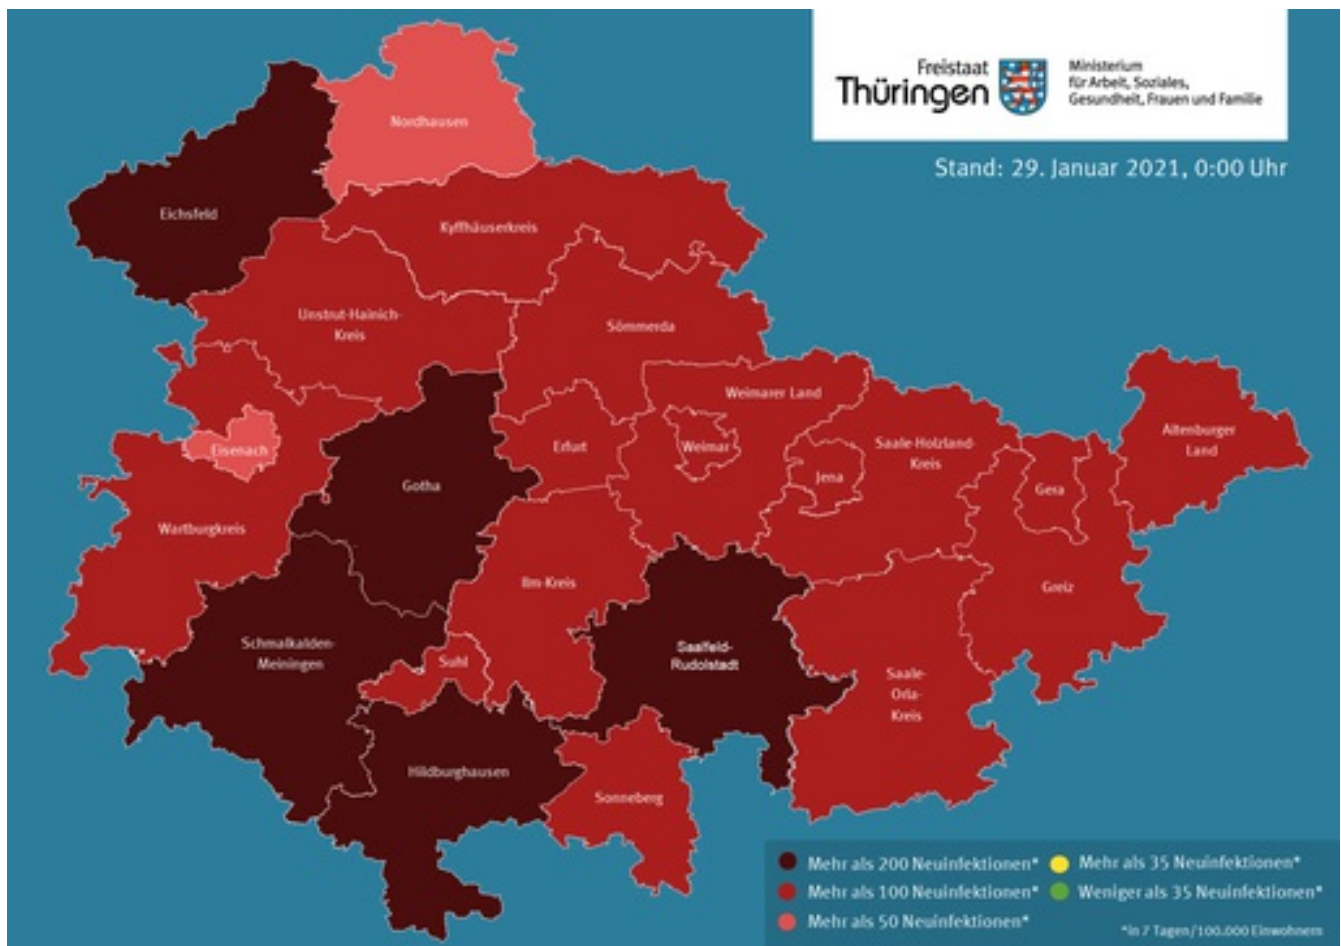 Freistaat
Thüringen
Ministerium
für Arbeit, Soziales,
Gesundheit, Frauen und Familie
Stand: 29. Januar 2021, 0:00 Uhr
Nordhausen
Eichsfeld
Kyffhäuserkreis
Unstrut-Hainich-
Kreis
Sömmerda
Weimarer Land
Eisenach
Erfurt
Weimar
Saale-Holzland
Kreis
Altenburger
Land
Jena
Gotha
Gera
Wartburgkreis
Ilm-Kreis
Greiz
Schmalkalden-
Meiningen
Suhl
Saalfeld-
Rudolstadt
Saale-
Orla-
Kreis
Hildburghausen
Sonneberg
Mehr als 200 Neuinfektionen*
Mehr als 100 Neuinfektionen*
Mehr als 50 Neuinfektionen*
Mehr als 35 Neuinfektionen*
Weniger als 35 Neuinfektionen*
*in 7 Tagen/100.000 Einwohnern